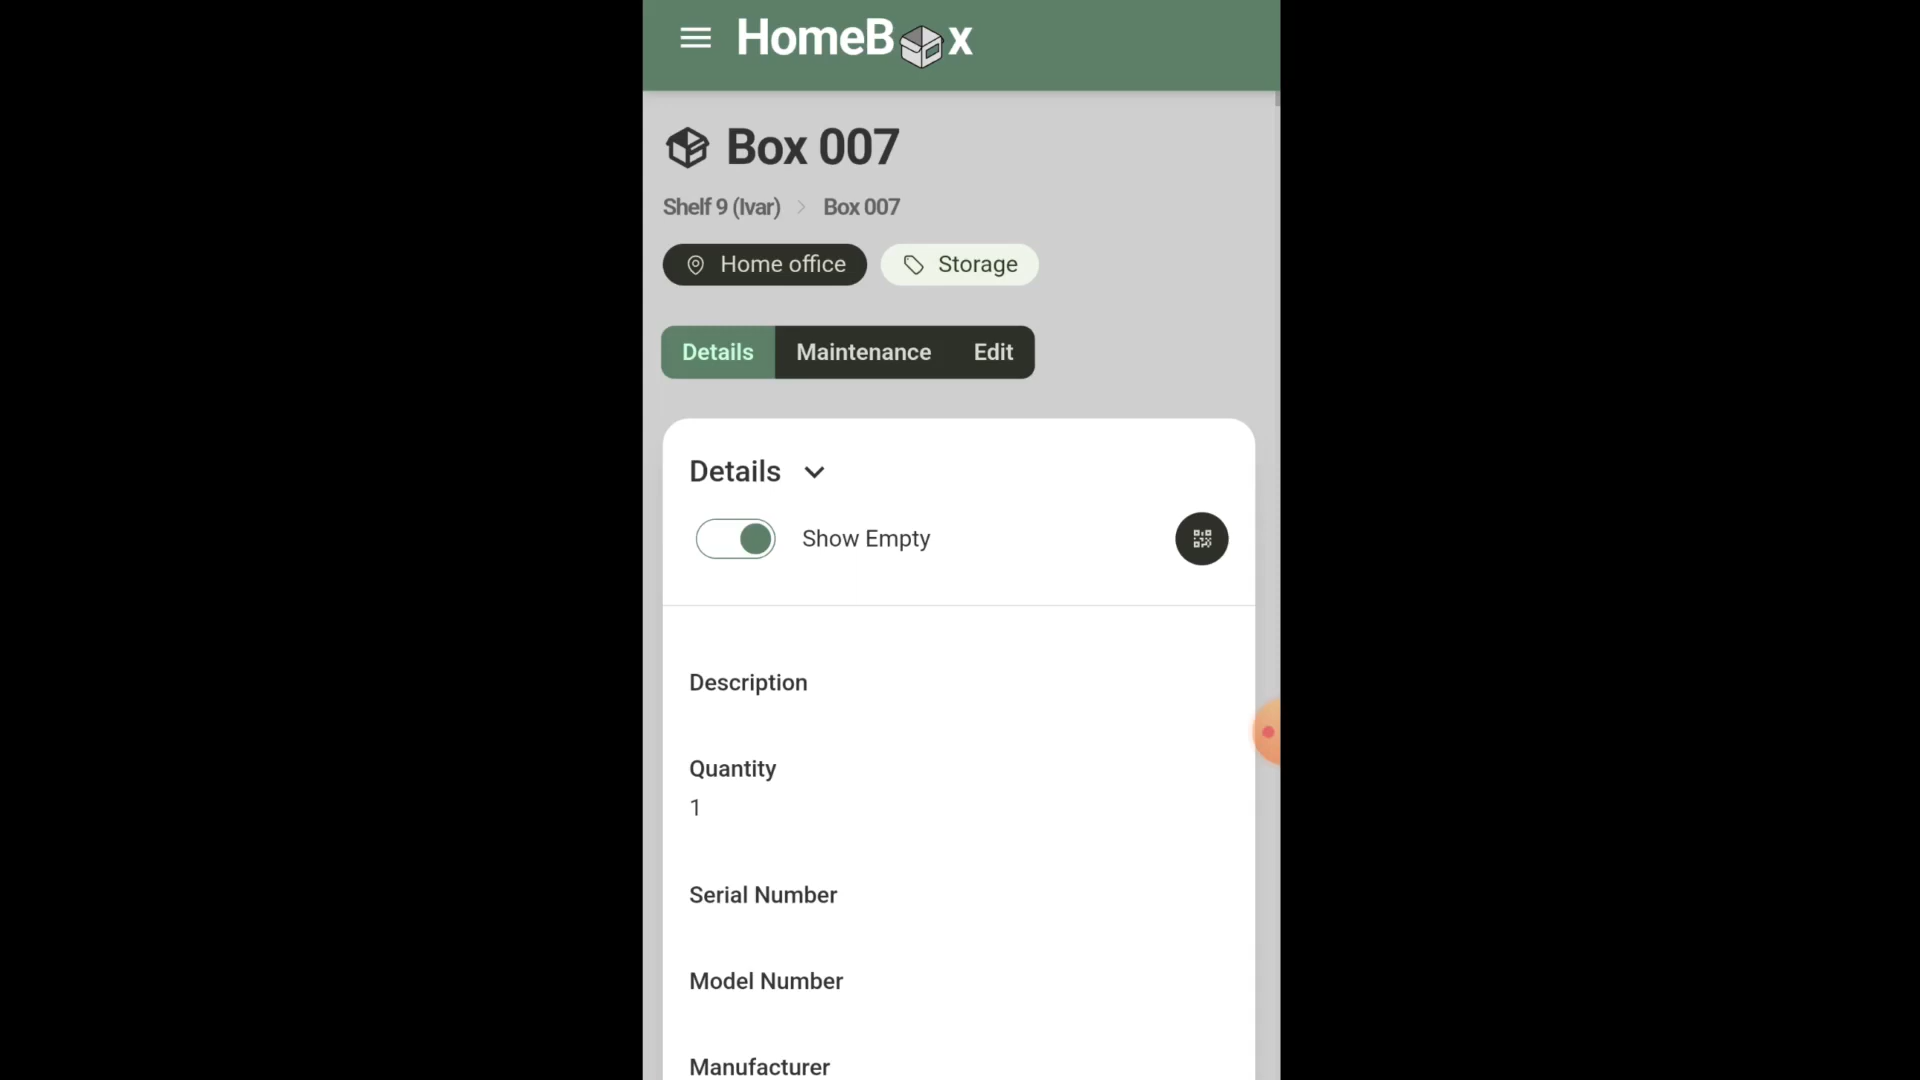 HomeBox
Box 007
Shelf 9 (Ivar) > Box 007
Home office Storage
Details Maintenance Edit
Details
Show Empty
Description
Quantity
1
Serial Number
Model Number
Manufacturer